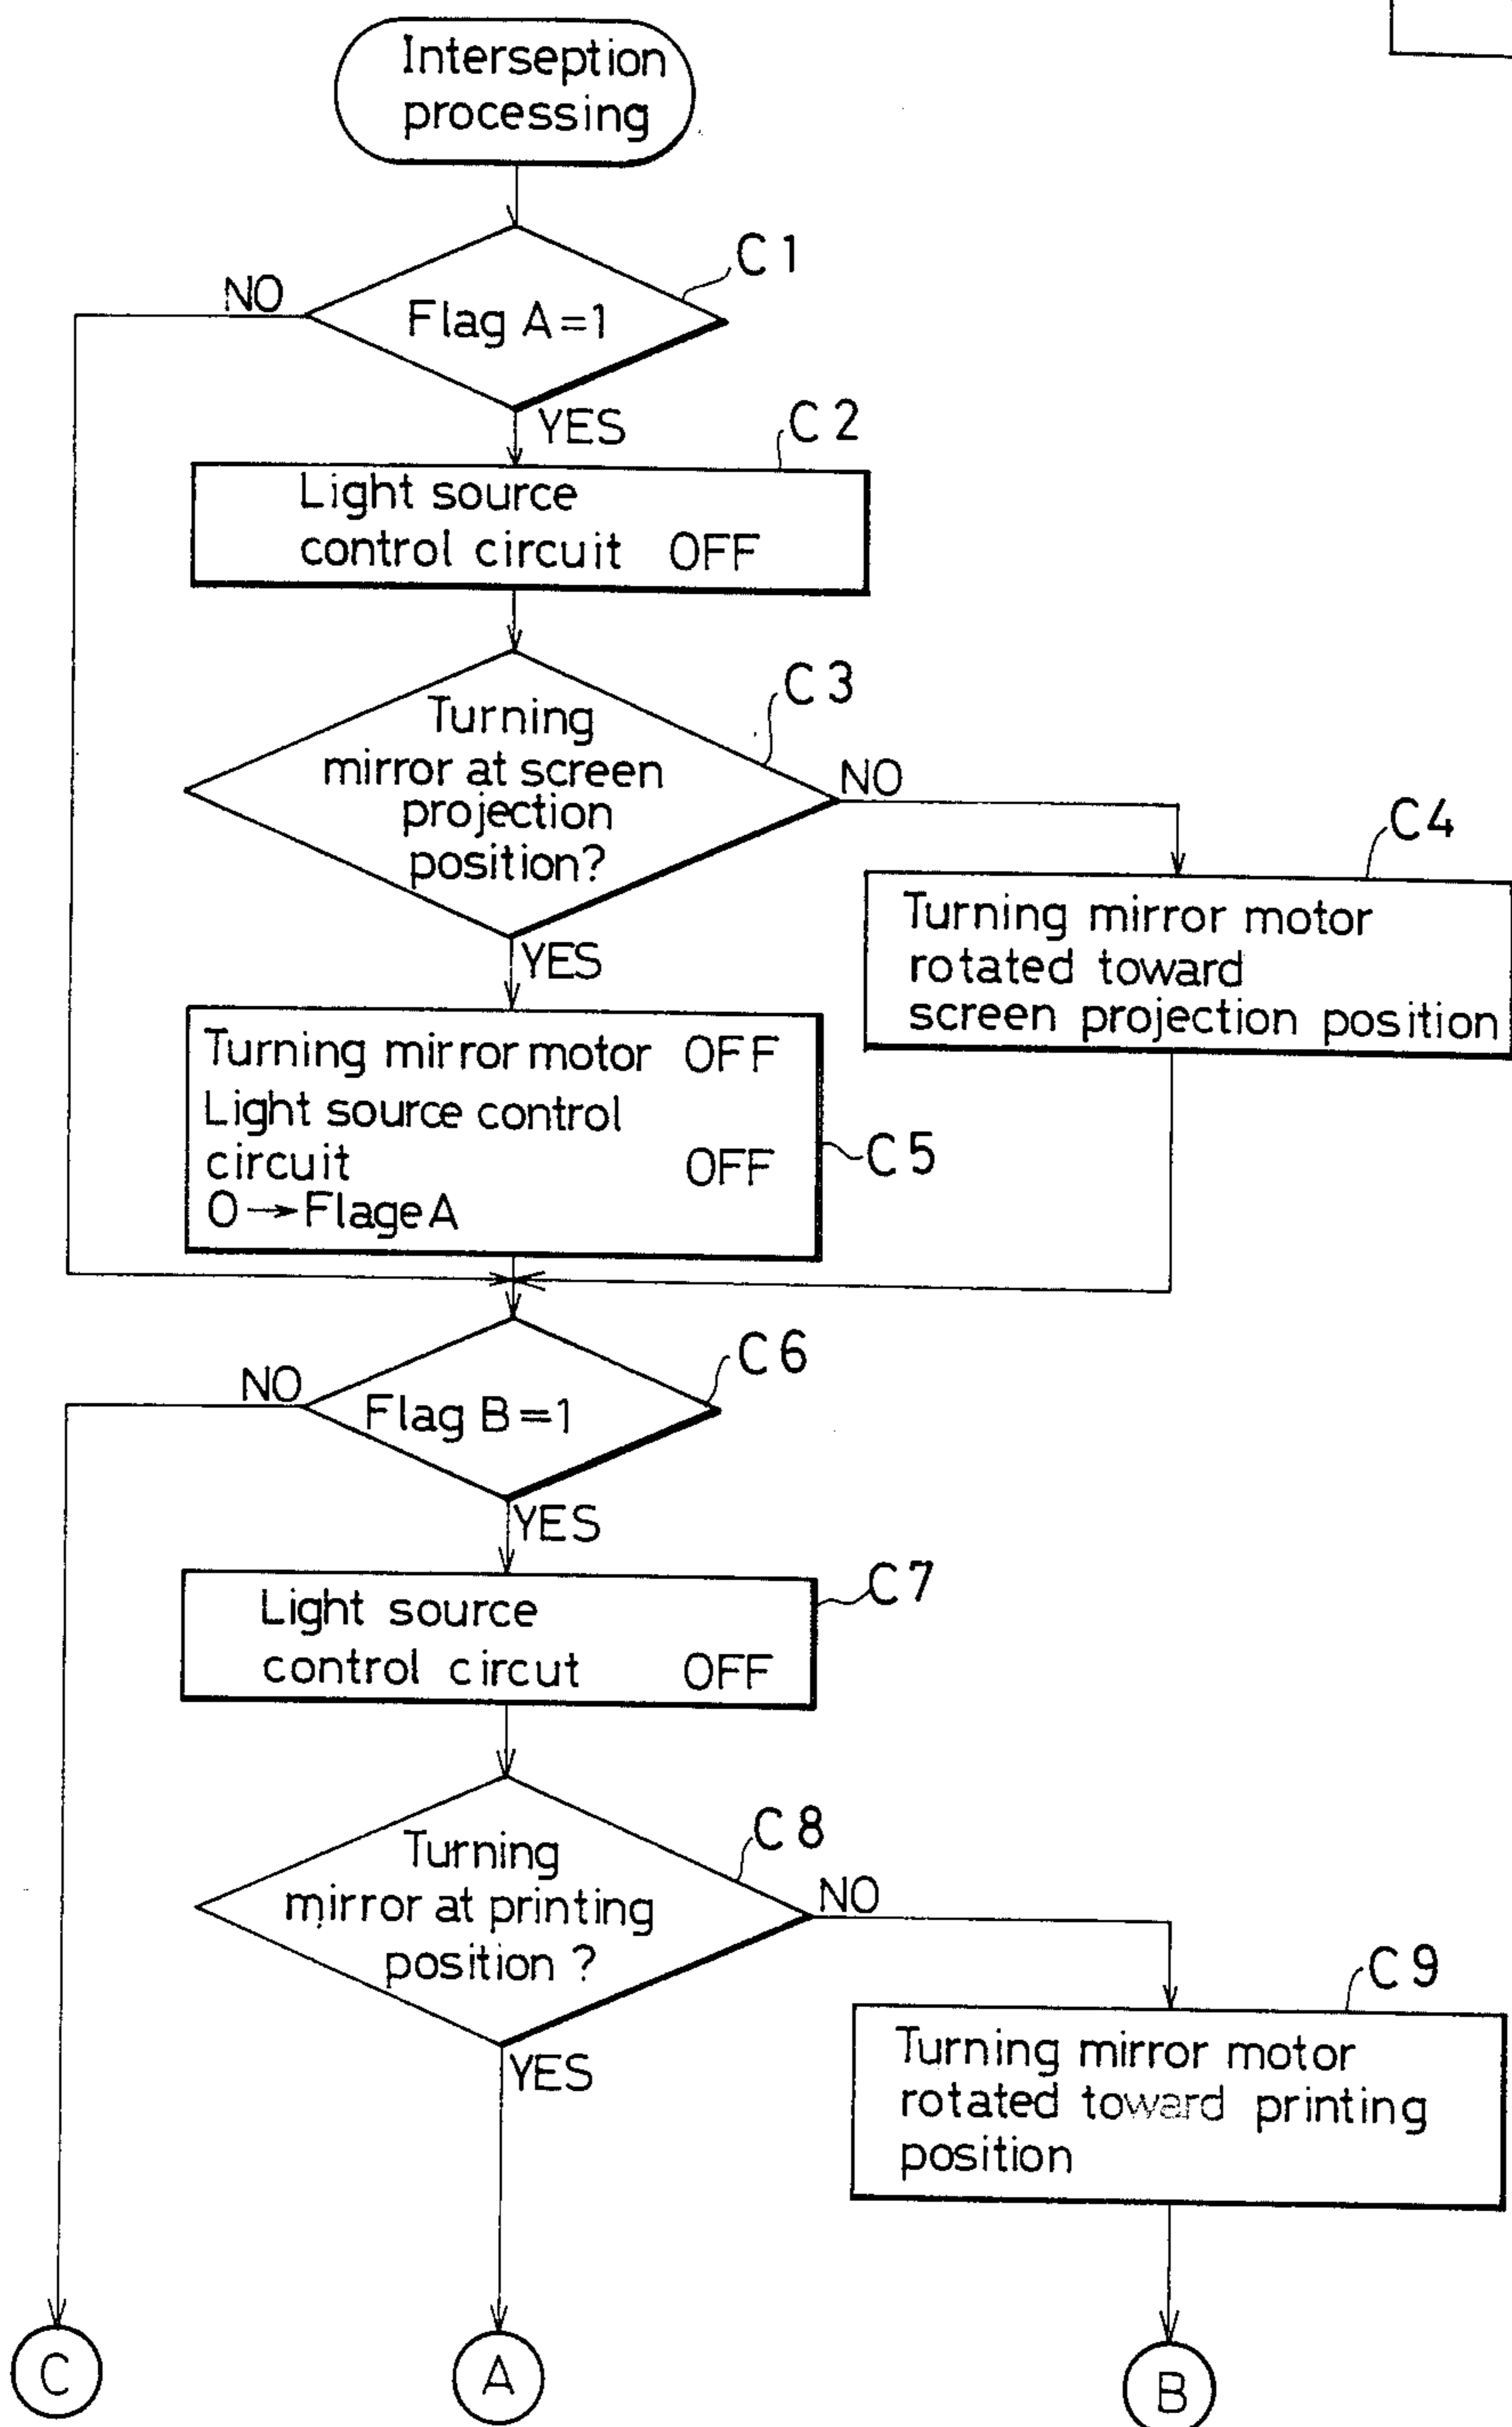 Interseption
processing
C1
NO
Flag A=1
YES
C2
Light source
control circuit OFF
C3
Turning
mirror at screen
projection
position?
NO
C4
YES
Turning mirror motor
rotated toward
screen projection position
Turning mirror motor OFF
Light source control
circuit OFF
0→Flage A
C5
C6
NO
Flag B=1
YES
C7
Light source
control circut OFF
C8
Turning
mirror at printing
position ?
NO
C9
YES
Turning mirror motor
rotated toward printing
position
C
A
B